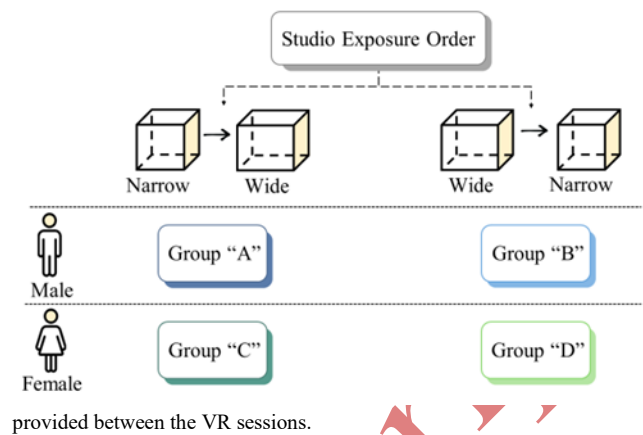 Studio Exposure Order
Narrow Wide Wide Narrow
Male Group “A” Group “B”
Female Group “C” Group “D”
provided between the VR sessions.